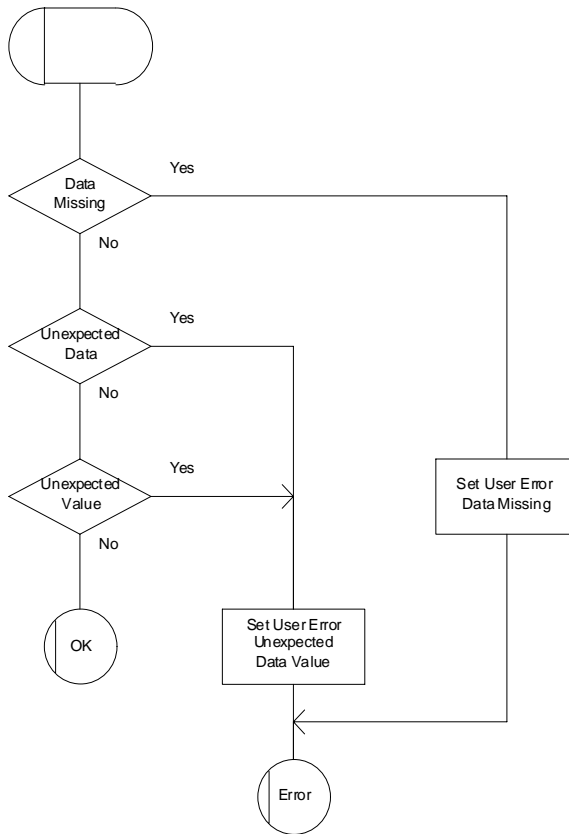 Data
Missing
Yes
No
Unexpected
Data
Yes
No
Unexpected
Value
Yes
No
Set User Error
Data Missing
OK
Set User Error
Unexpected
Data Value
Error